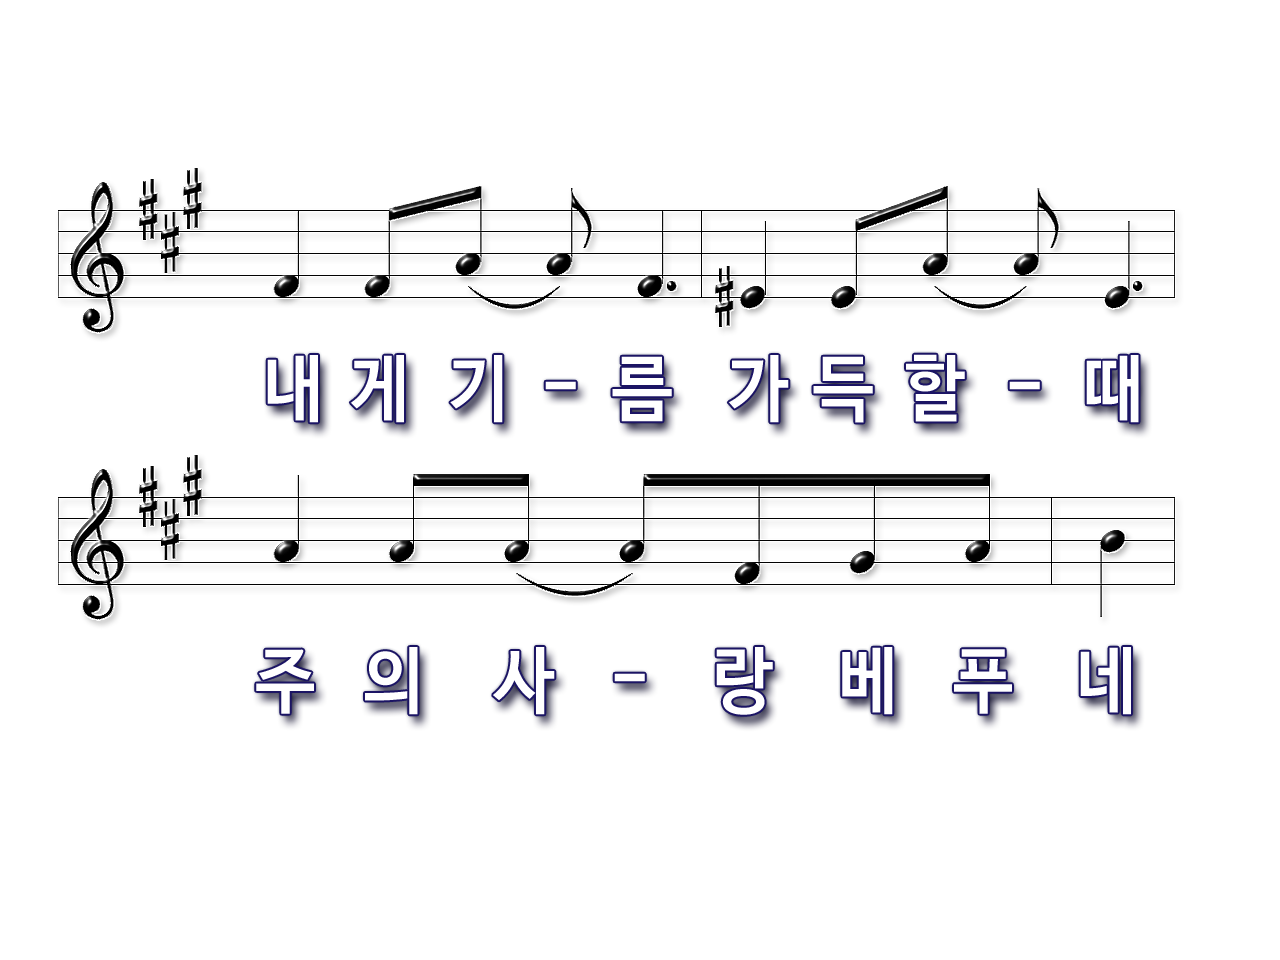 내 게 기 - 름 가 득 할 - 때
주 의 사 - 랑 베 푸 네